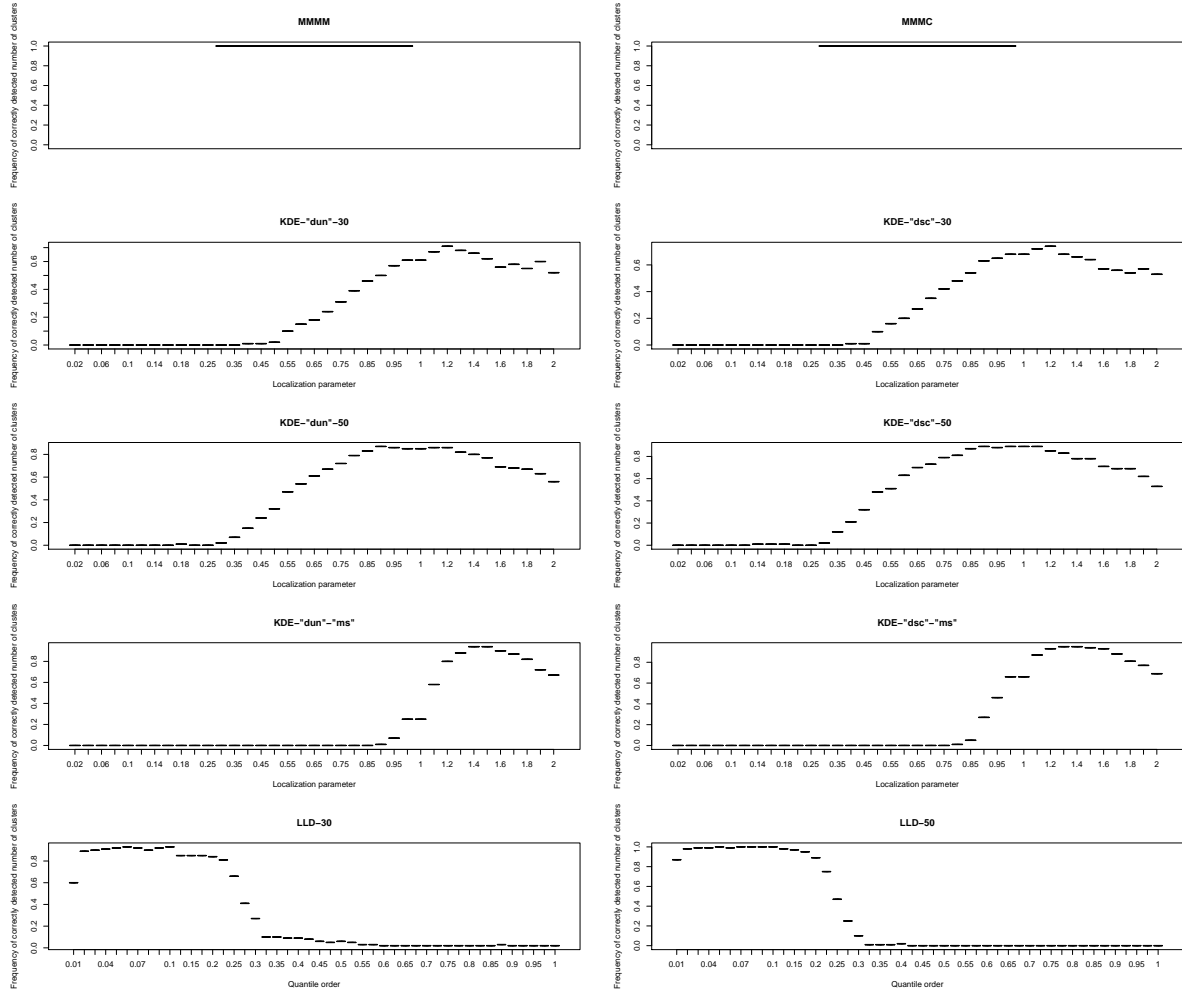 MMMM
Frequency of correctly detected number of clusters
0.0 0.2 0.4 0.6 0.8 1.0
MMMC
Frequency of correctly detected number of clusters
0.0 0.2 0.4 0.6 0.8 1.0
KDE−"dun"−30
Frequency of correctly detected number of clusters
0.0 0.2 0.4 0.6
0.02 0.06 0.1 0.14 0.18 0.25 0.35 0.45 0.55 0.65 0.75 0.85 0.95 1 1.2 1.4 1.6 1.8 2
Localization parameter
KDE−"dsc"−30
Frequency of correctly detected number of clusters
0.0 0.2 0.4 0.6
0.02 0.06 0.1 0.14 0.18 0.25 0.35 0.45 0.55 0.65 0.75 0.85 0.95 1 1.2 1.4 1.6 1.8 2
Localization parameter
KDE−"dun"−50
Frequency of correctly detected number of clusters
0.0 0.2 0.4 0.6 0.8
0.02 0.06 0.1 0.14 0.18 0.25 0.35 0.45 0.55 0.65 0.75 0.85 0.95 1 1.2 1.4 1.6 1.8 2
Localization parameter
KDE−"dsc"−50
Frequency of correctly detected number of clusters
0.0 0.2 0.4 0.6 0.8
0.02 0.06 0.1 0.14 0.18 0.25 0.35 0.45 0.55 0.65 0.75 0.85 0.95 1 1.2 1.4 1.6 1.8 2
Localization parameter
KDE−"dun"−"ms"
Frequency of correctly detected number of clusters
0.0 0.2 0.4 0.6 0.8
0.02 0.06 0.1 0.14 0.18 0.25 0.35 0.45 0.55 0.65 0.75 0.85 0.95 1 1.2 1.4 1.6 1.8 2
Localization parameter
KDE−"dsc"−"ms"
Frequency of correctly detected number of clusters
0.0 0.2 0.4 0.6 0.8
0.02 0.06 0.1 0.14 0.18 0.25 0.35 0.45 0.55 0.65 0.75 0.85 0.95 1 1.2 1.4 1.6 1.8 2
Localization parameter
LLD−30
Frequency of correctly detected number of clusters
0.0 0.2 0.4 0.6 0.8
0.01 0.04 0.07 0.1 0.15 0.2 0.25 0.3 0.35 0.4 0.45 0.5 0.55 0.6 0.65 0.7 0.75 0.8 0.85 0.9 0.95 1
Quantile order
LLD−50
Frequency of correctly detected number of clusters
0.0 0.2 0.4 0.6 0.8 1.0
0.01 0.04 0.07 0.1 0.15 0.2 0.25 0.3 0.35 0.4 0.45 0.5 0.55 0.6 0.65 0.7 0.75 0.8 0.85 0.9 0.95 1
Quantile order